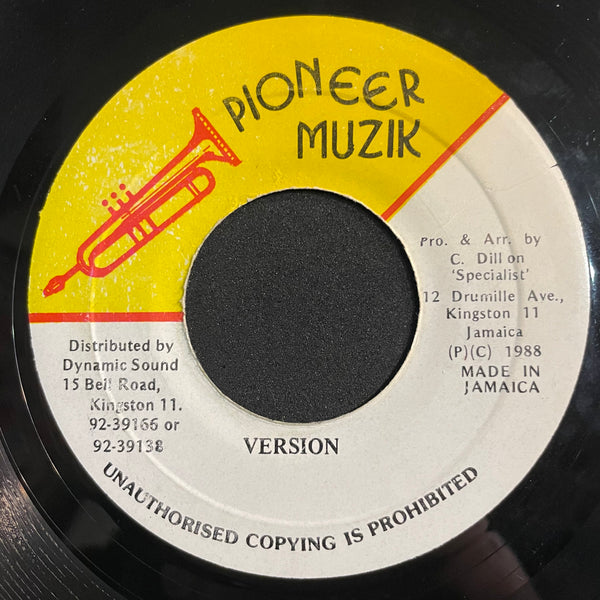 PIONEER
MUZIK
Pro. & Arr. by
C. Dillon
'Specialist'
12 Drumille Ave.,
Kingston 11
Jamaica
(P)(C) 1988
MADE IN
JAMAICA
Distributed by
Dynamic Sound
15 Bell Road,
Kingston 11.
92-39166 or
92-39138
VERSION
UNAUTHORISED COPYING IS PROHIBITED